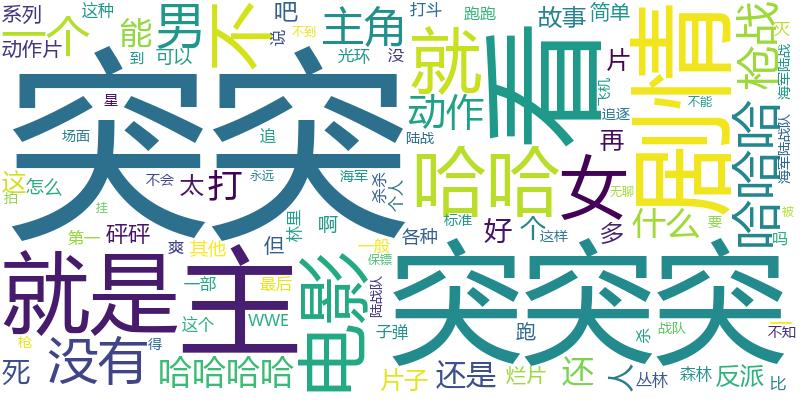 系列
一个
能
男
不
吧
说
不到
主角
打斗
跑跑
故事
简单
枪战
灭
这种
动作片
到
可以
光环
没
就
看
片
飞机
剧情
海军陆战
突突
星
场面
追
动作
陆战
追逐
不能
哈哈哈
海军陆战队
这
拍
怎么
不会
太
打
永远
海军
杀杀
个人
哈哈
再
女
无聊
挂
第一
砰砰
爽
其他
但
林里
啊
一般
各种
标准
好
个
这样
多
什么
要
吗
被
就是
主
一部
最后
这个
WWE
电影
保镖
陆战队
突突突
一
不知
枪
得
没有
子弹
跑
杀
战队
死
哈哈哈哈
片子
还是
烂片
还
人
丛林
森林
反派
比